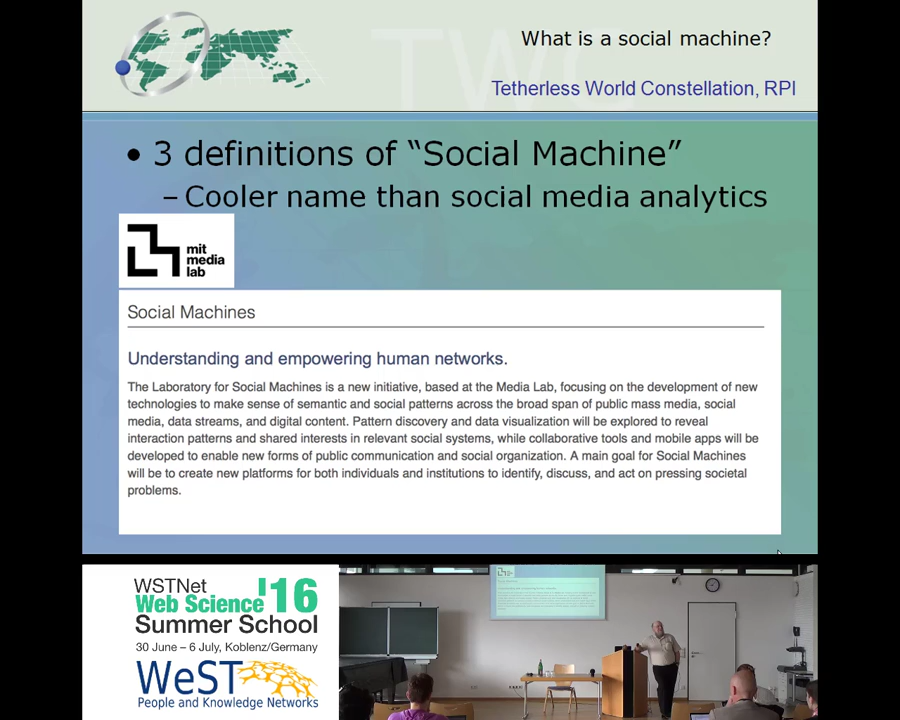 TWC
What is a social machine?
Tetherless World Constellation, RPI
• 3 definitions of “Social Machine”
– Cooler name than social media analytics
mit
media
lab
Social Machines
Understanding and empowering human networks.
The Laboratory for Social Machines is a new initiative, based at the Media Lab, focusing on the development of new
technologies to make sense of semantic and social patterns across the broad span of public mass media, social
media, data streams, and digital content. Pattern discovery and data visualization will be explored to reveal
interaction patterns and shared interests in relevant social systems, while collaborative tools and mobile apps will be
developed to enable new forms of public communication and social organization. A main goal for Social Machines
will be to create new platforms for both individuals and institutions to identify, discuss, and act on pressing societal
problems.
WSTNet
Web Science '16
Summer School
30 June – 6 July, Koblenz/Germany
WeST
People and Knowledge Networks